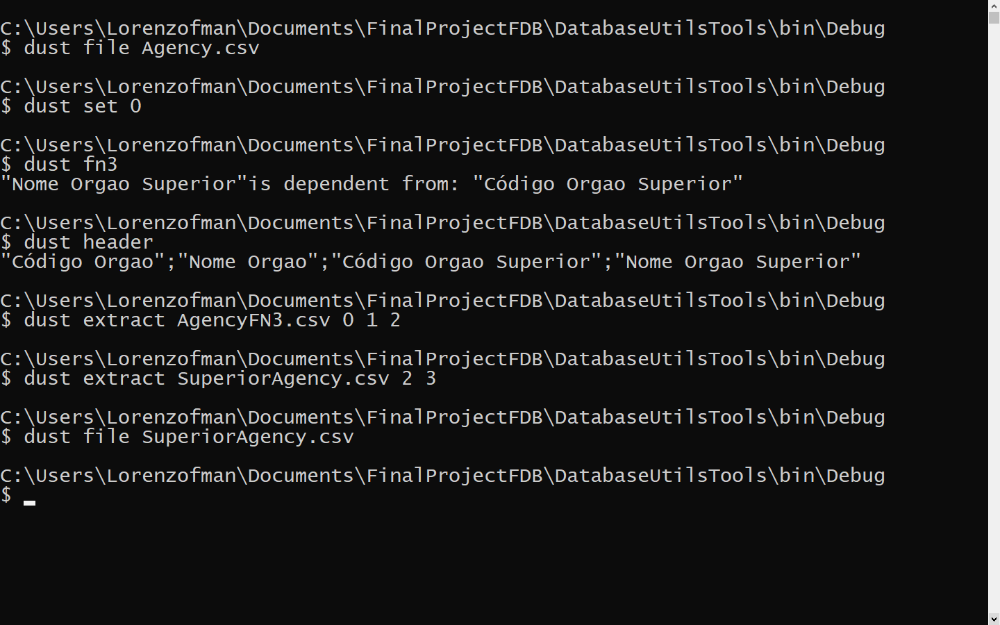 C:\Users\Lorenzofman\Documents\FinalProjectFDB\DatabaseUtilsTools\bin\Debug
$ dust file Agency.csv
C:\Users\Lorenzofman\Documents\FinalProjectFDB\DatabaseUtilsTools\bin\Debug
$ dust set 0
C:\Users\Lorenzofman\Documents\FinalProjectFDB\DatabaseUtilsTools\bin\Debug
$ dust fn3
"Nome Orgao Superior"is dependent from: "Código Orgao Superior"
C:\Users\Lorenzofman\Documents\FinalProjectFDB\DatabaseUtilsTools\bin\Debug
$ dust header
"Código Orgao";"Nome Orgao";"Código Orgao Superior";"Nome Orgao Superior"
C:\Users\Lorenzofman\Documents\FinalProjectFDB\DatabaseUtilsTools\bin\Debug
$ dust extract AgencyFN3.csv 0 1 2
C:\Users\Lorenzofman\Documents\FinalProjectFDB\DatabaseUtilsTools\bin\Debug
$ dust extract SuperiorAgency.csv 2 3
C:\Users\Lorenzofman\Documents\FinalProjectFDB\DatabaseUtilsTools\bin\Debug
$ dust file SuperiorAgency.csv
C:\Users\Lorenzofman\Documents\FinalProjectFDB\DatabaseUtilsTools\bin\Debug
$